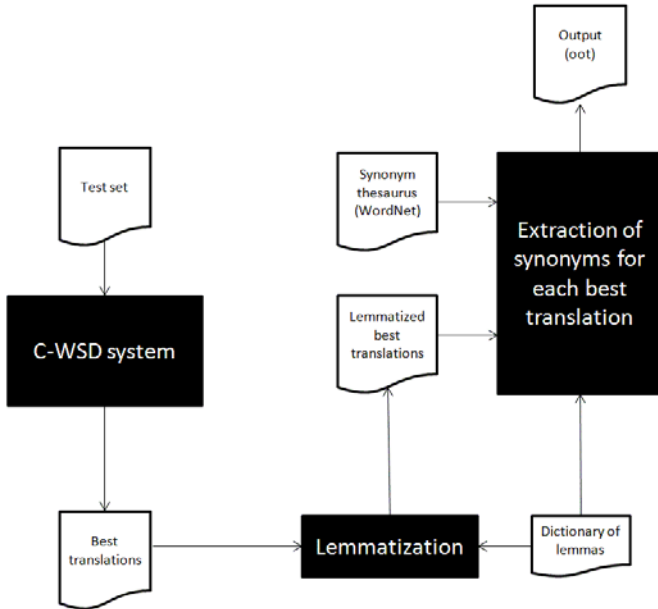 Output
(oot)
Test set
Synonym
thesaurus
(WordNet)
Extraction of
synonyms for
each best
translation
C-WSD system
Lemmatized
best
translations
Best
translations
Lemmatization
Dictionary of
lemmas